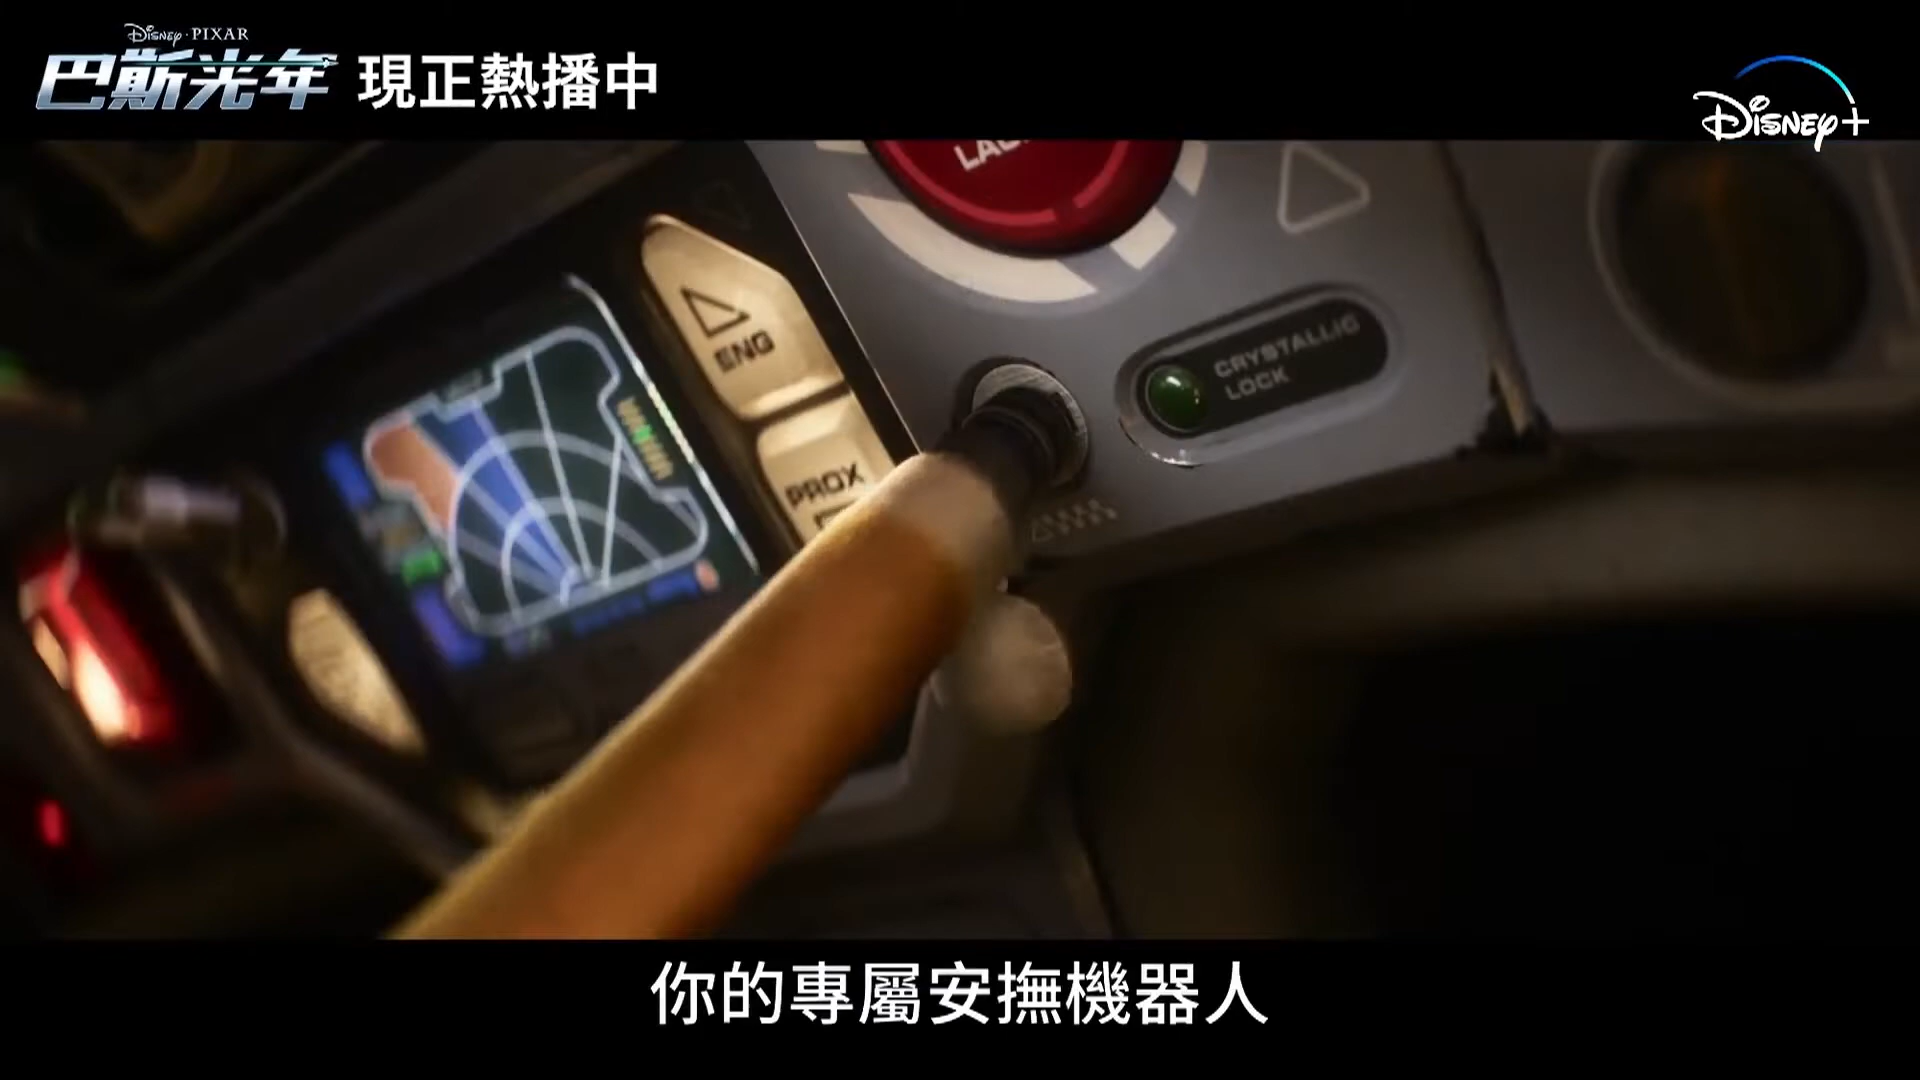 Disney·PIXAR
巴斯光年 現正熱播中
Disney+
ENG
PROX
CRYSTALLIC
LOCK
你的專屬安撫機器人